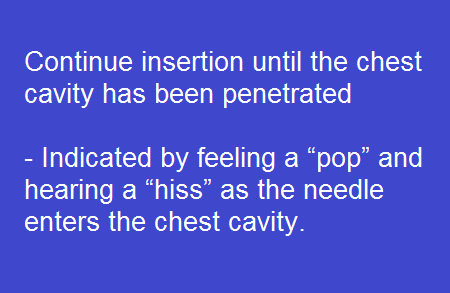 Continue insertion until the chest
cavity has been penetrated
- Indicated by feeling a “pop” and
hearing a “hiss” as the needle
enters the chest cavity.